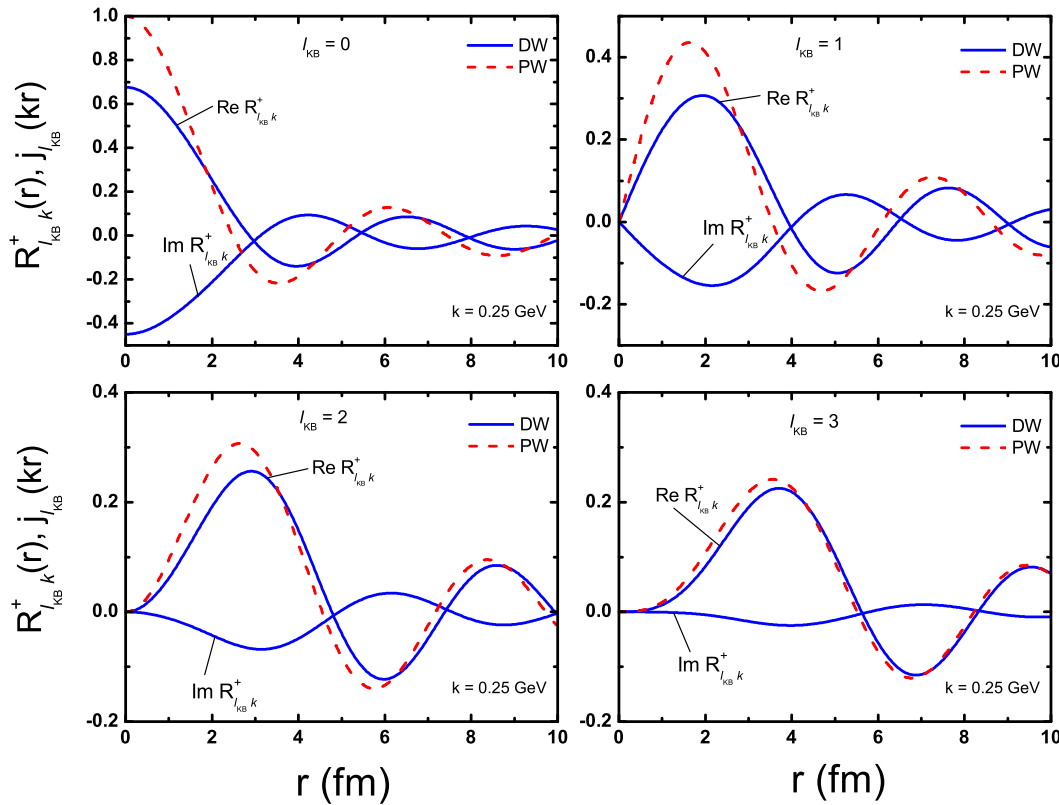 R⁺_{l_KB k}(r), j_{l_KB}(kr)
1.0
0.8
0.6
0.4
0.2
0.0
-0.2
-0.4
l_KB = 0
DW
PW
Re R⁺_{l_KB k}
Im R⁺_{l_KB k}
k = 0.25 GeV
0 2 4 6 8 10
0.4
0.2
0.0
-0.2
l_KB = 1
DW
PW
Re R⁺_{l_KB k}
Im R⁺_{l_KB k}
k = 0.25 GeV
0 2 4 6 8 10
R⁺_{l_KB k}(r), j_{l_KB}(kr)
0.4
0.2
0.0
-0.2
l_KB = 2
DW
PW
Re R⁺_{l_KB k}
Im R⁺_{l_KB k}
k = 0.25 GeV
0 2 4 6 8 10
r (fm)
0.4
0.2
0.0
-0.2
l_KB = 3
DW
PW
Re R⁺_{l_KB k}
Im R⁺_{l_KB k}
k = 0.25 GeV
0 2 4 6 8 10
r (fm)